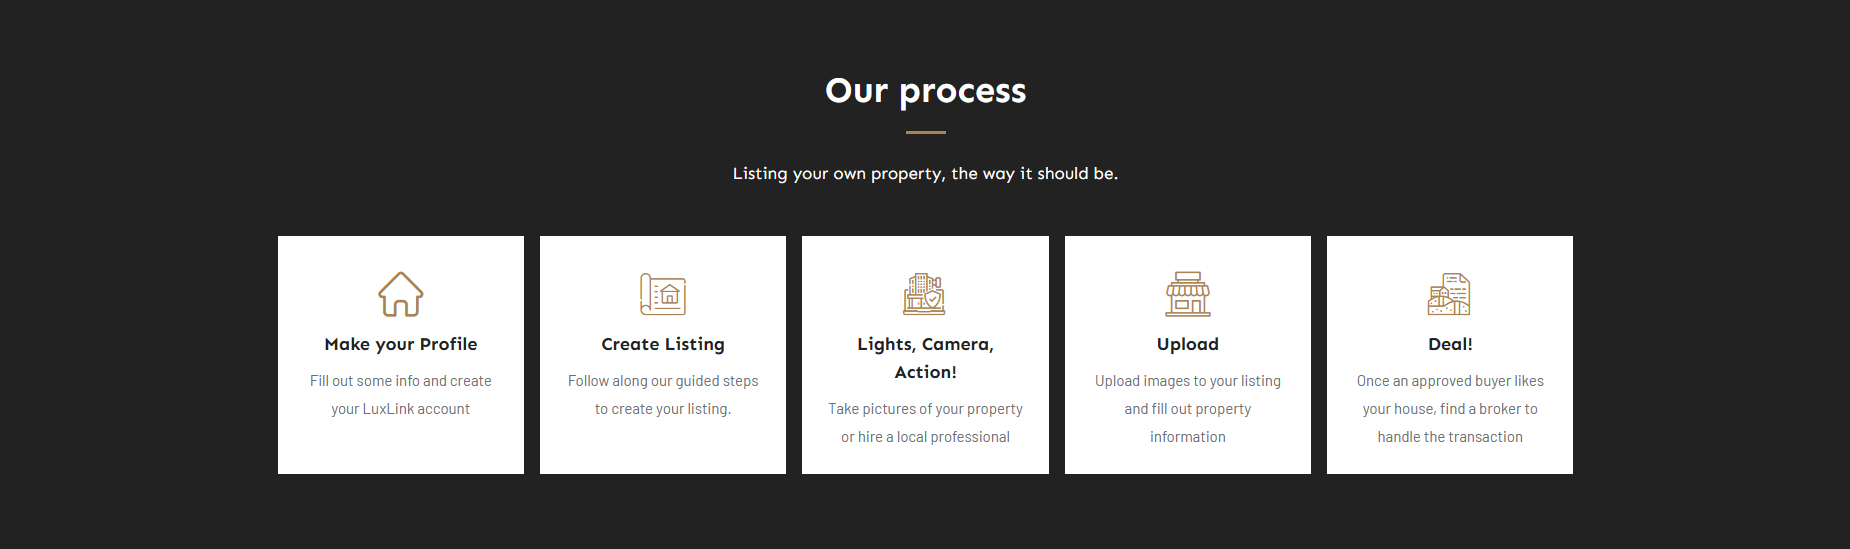 Our process
Listing your own property, the way it should be.
Make your Profile
Fill out some info and create
your LuxLink account
Create Listing
Follow along our guided steps
to create your listing.
Lights, Camera,
Action!
Take pictures of your property
or hire a local professional
Upload
Upload images to your listing
and fill out property
information
Deal!
Once an approved buyer likes
your house, find a broker to
handle the transaction